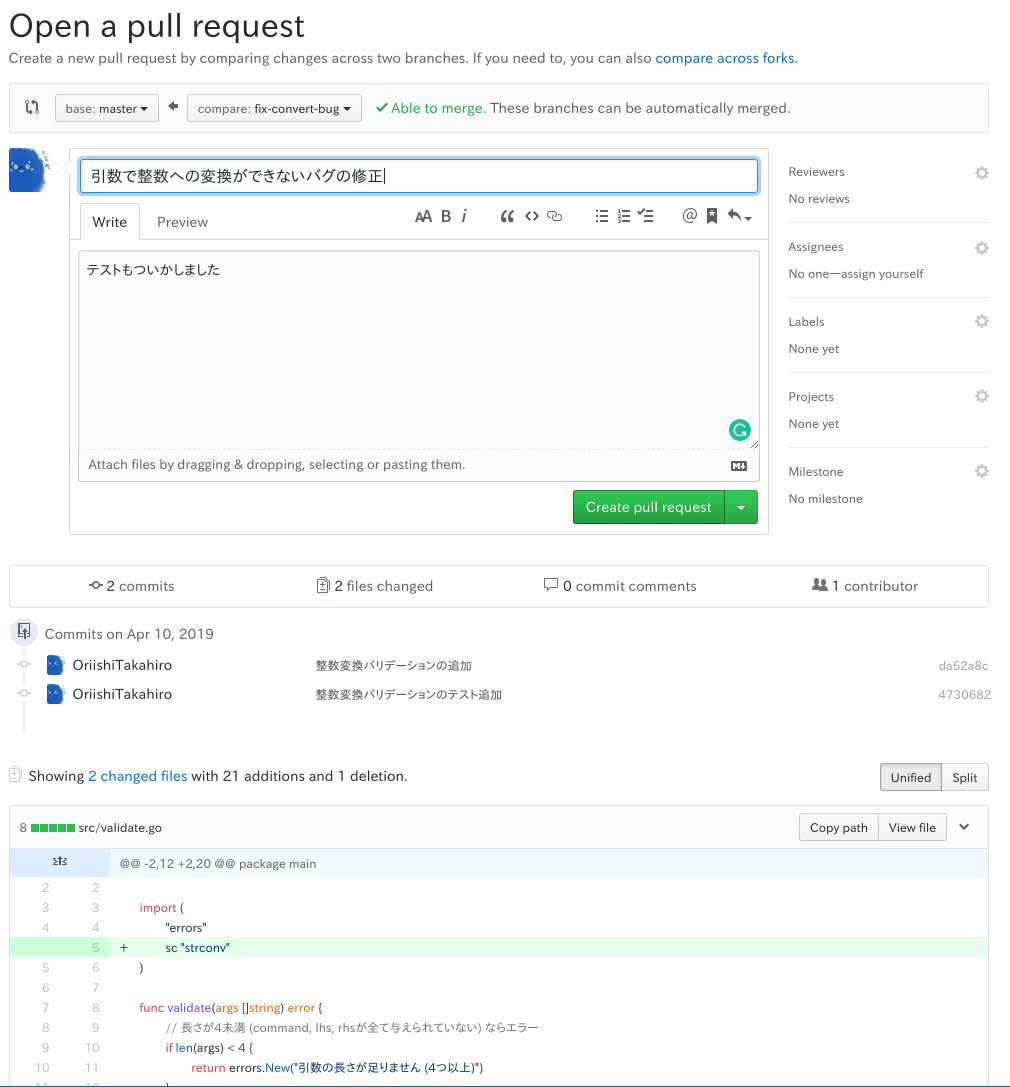 Open a pull request
Create a new pull request by comparing changes across two branches. If you need to, you can also compare across forks.
base: master compare: fix-convert-bug Able to merge. These branches can be automatically merged.
引数で整数への変換ができないバグの修正
Write Preview AA B i @
テストもついかしました
Attach files by dragging & dropping, selecting or pasting them.
Create pull request
Reviewers
No reviews
Assignees
No one—assign yourself
Labels
None yet
Projects
None yet
Milestone
No milestone
2 commits 2 files changed 0 commit comments 1 contributor
Commits on Apr 10, 2019
OriishiTakahiro 整数変換バリデーションの追加 da52a8c
OriishiTakahiro 整数変換バリデーションのテスト追加 4730682
Showing 2 changed files with 21 additions and 1 deletion. Unified Split
8 src/validate.go Copy path View file
@@ -2,12 +2,20 @@ package main
2 2
3 3 import (
4 4 "errors"
5 + sc "strconv"
5 6 )
6 7
7 8 func validate(args []string) error {
8 9 // 長さが4未満 (command, lhs, rhsが全て与えられていない) ならエラー
9 10 if len(args) < 4 {
10 11 return errors.New("引数の長さが足りません (4つ以上)")
11 12 }